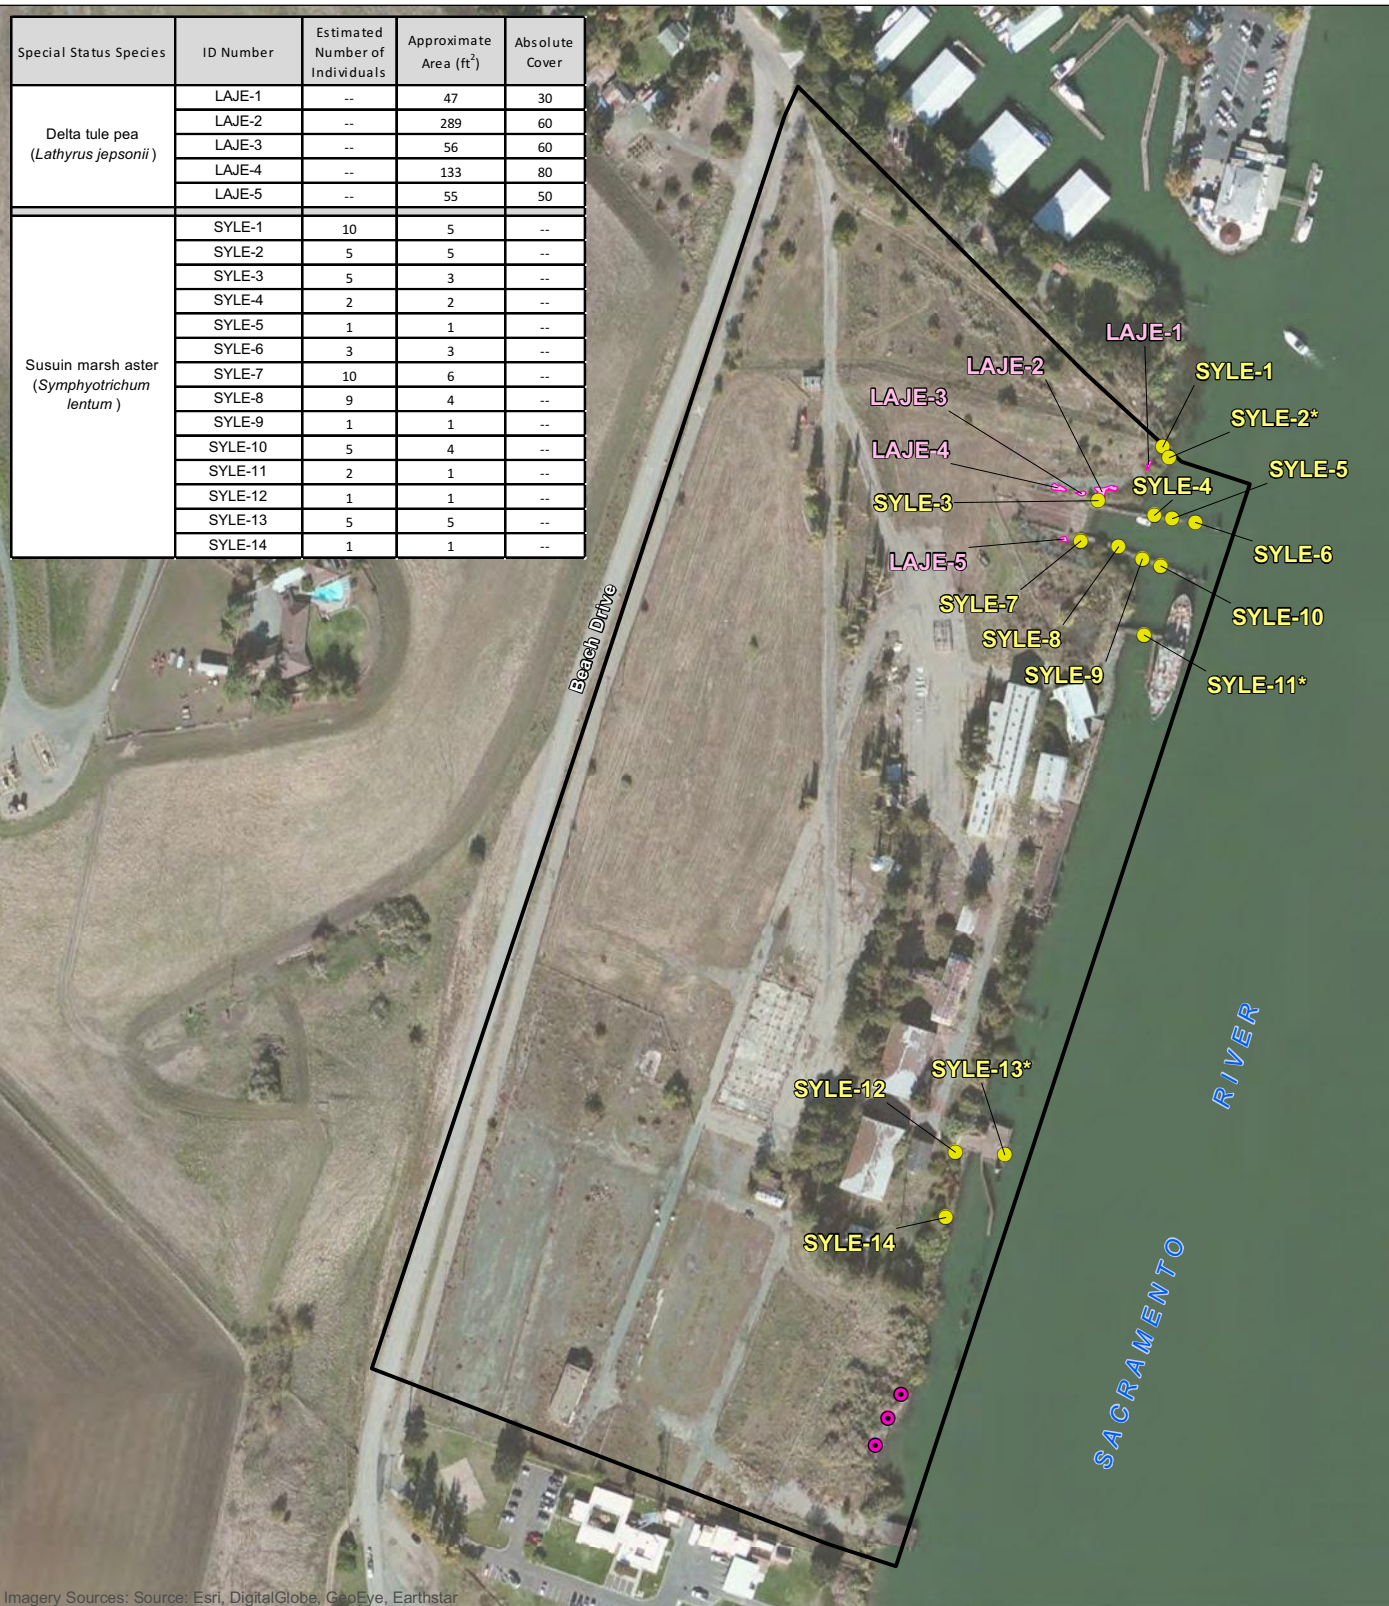 Special Status Species ID Number Estimated Number of Individuals Approximate Area (ft²) Absolute Cover
Delta tule pea
(Lathyrus jepsonii )
LAJE-1 -- 47 30
LAJE-2 -- 289 60
LAJE-3 -- 56 60
LAJE-4 -- 133 80
LAJE-5 -- 55 50
Susuin marsh aster
(Symphyotrichum
lentum )
SYLE-1 10 5 --
SYLE-2 5 5 --
SYLE-3 5 3 --
SYLE-4 2 2 --
SYLE-5 1 1 --
SYLE-6 3 3 --
SYLE-7 10 6 --
SYLE-8 9 4 --
SYLE-9 1 1 --
SYLE-10 5 4 --
SYLE-11 2 1 --
SYLE-12 1 1 --
SYLE-13 5 5 --
SYLE-14 1 1 --
LAJE-1
LAJE-2
SYLE-1
LAJE-3
SYLE-2*
LAJE-4
SYLE-5
SYLE-4
SYLE-3
SYLE-6
LAJE-5
SYLE-7
SYLE-10
SYLE-8
SYLE-9
SYLE-11*
Beach Drive
SYLE-13*
SYLE-12
SYLE-14
SACRAMENTO RIVER
Imagery Sources: Source: Esri, DigitalGlobe, GeoEye, Earthstar